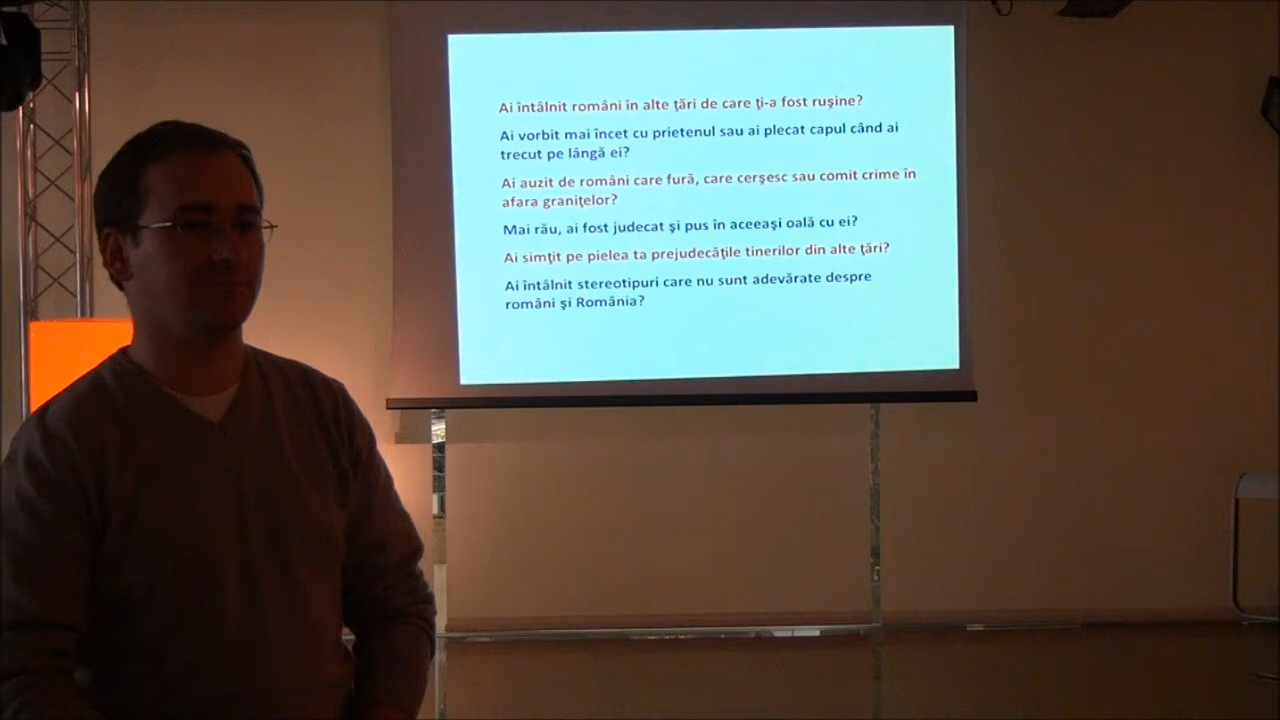 Ai întâlnit români în alte ţări de care ţi-a fost ruşine?
Ai vorbit mai încet cu prietenul sau ai plecat capul când ai
trecut pe lângă ei?
Ai auzit de români care fură, care cerşesc sau comit crime în
afara graniţelor?
Mai rău, ai fost judecat şi pus în aceeaşi oală cu ei?
Ai simţit pe pielea ta prejudecăţile tinerilor din alte ţări?
Ai întâlnit stereotipuri care nu sunt adevărate despre
români şi România?